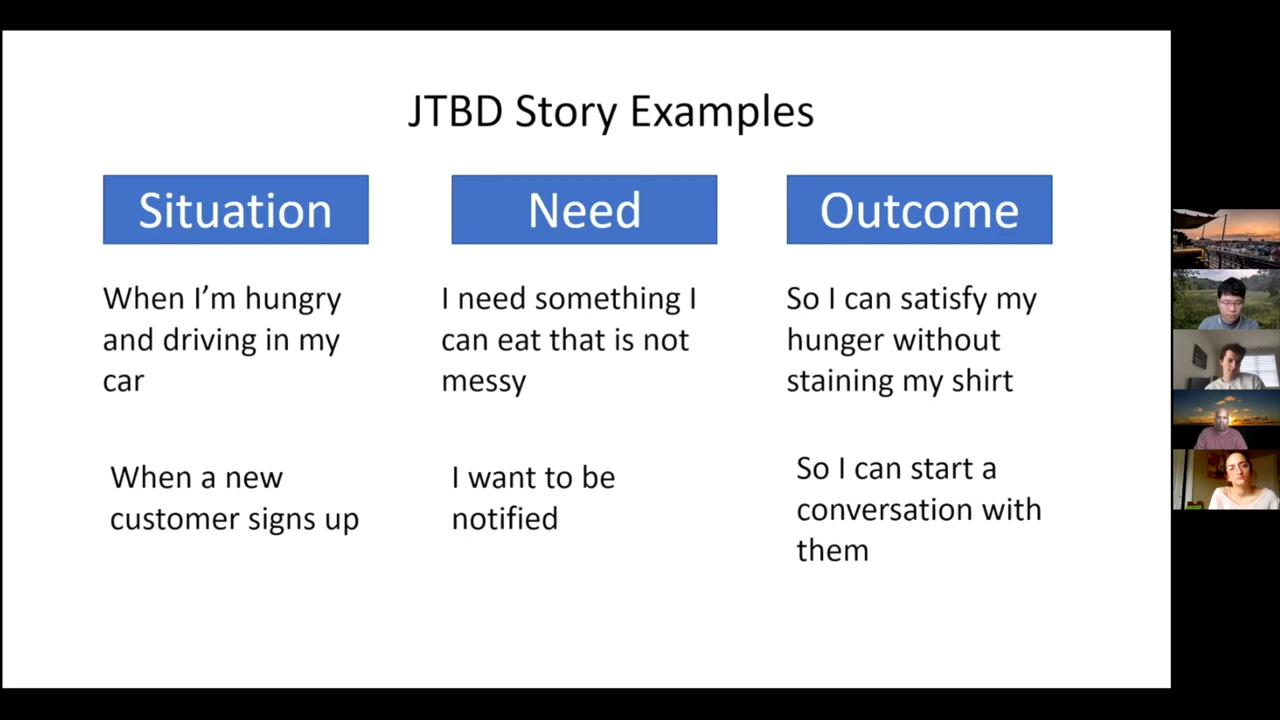 JTBD Story Examples
Situation
Need
Outcome
When I’m hungry
and driving in my
car
I need something I
can eat that is not
messy
So I can satisfy my
hunger without
staining my shirt
When a new
customer signs up
I want to be
notified
So I can start a
conversation with
them